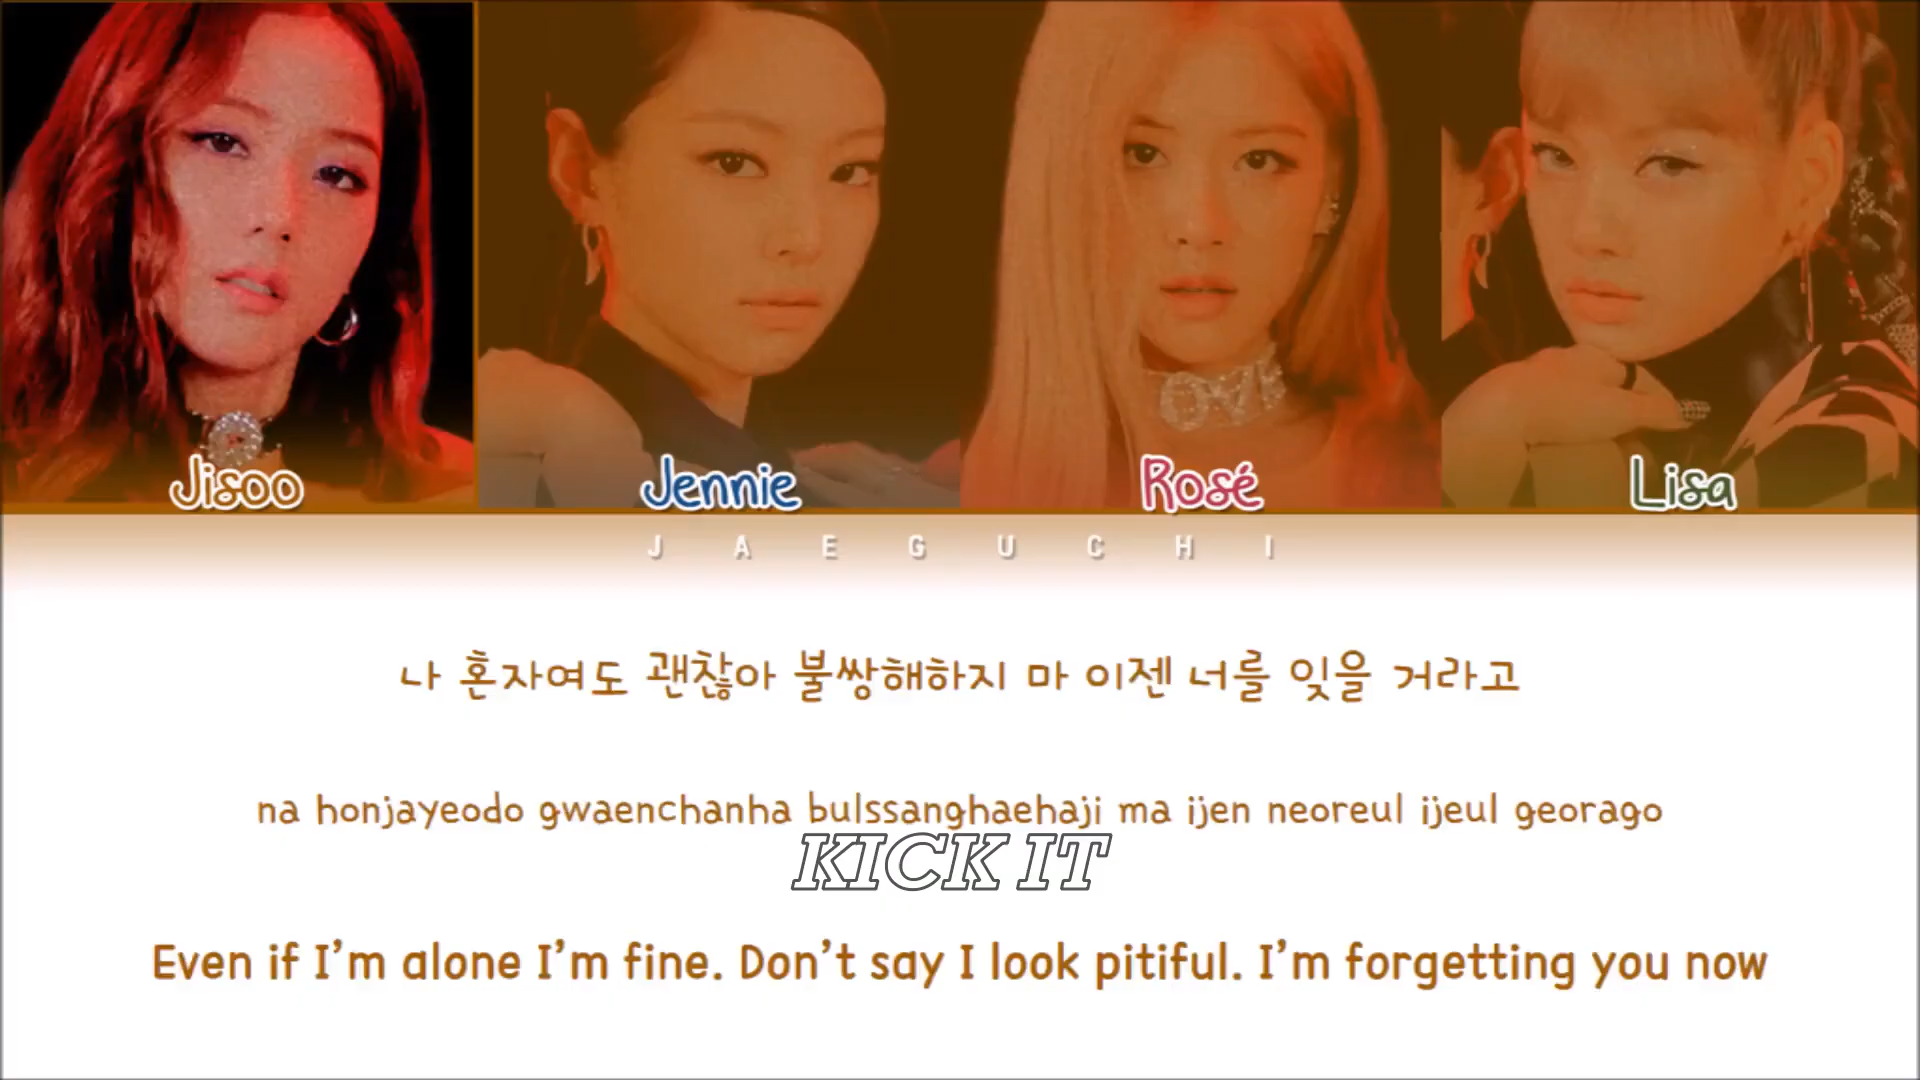 Jisoo Jennie Rosé Lisa
JAEGUCHI
나 혼자여도 괜찮아 불쌍해하지 마 이젠 너를 잊을 거라고
na honjayeodo gwaenchanha bulssanghaehaji ma ijen neoreul ijeul georago
KICK IT
Even if I'm alone I'm fine. Don't say I look pitiful. I'm forgetting you now